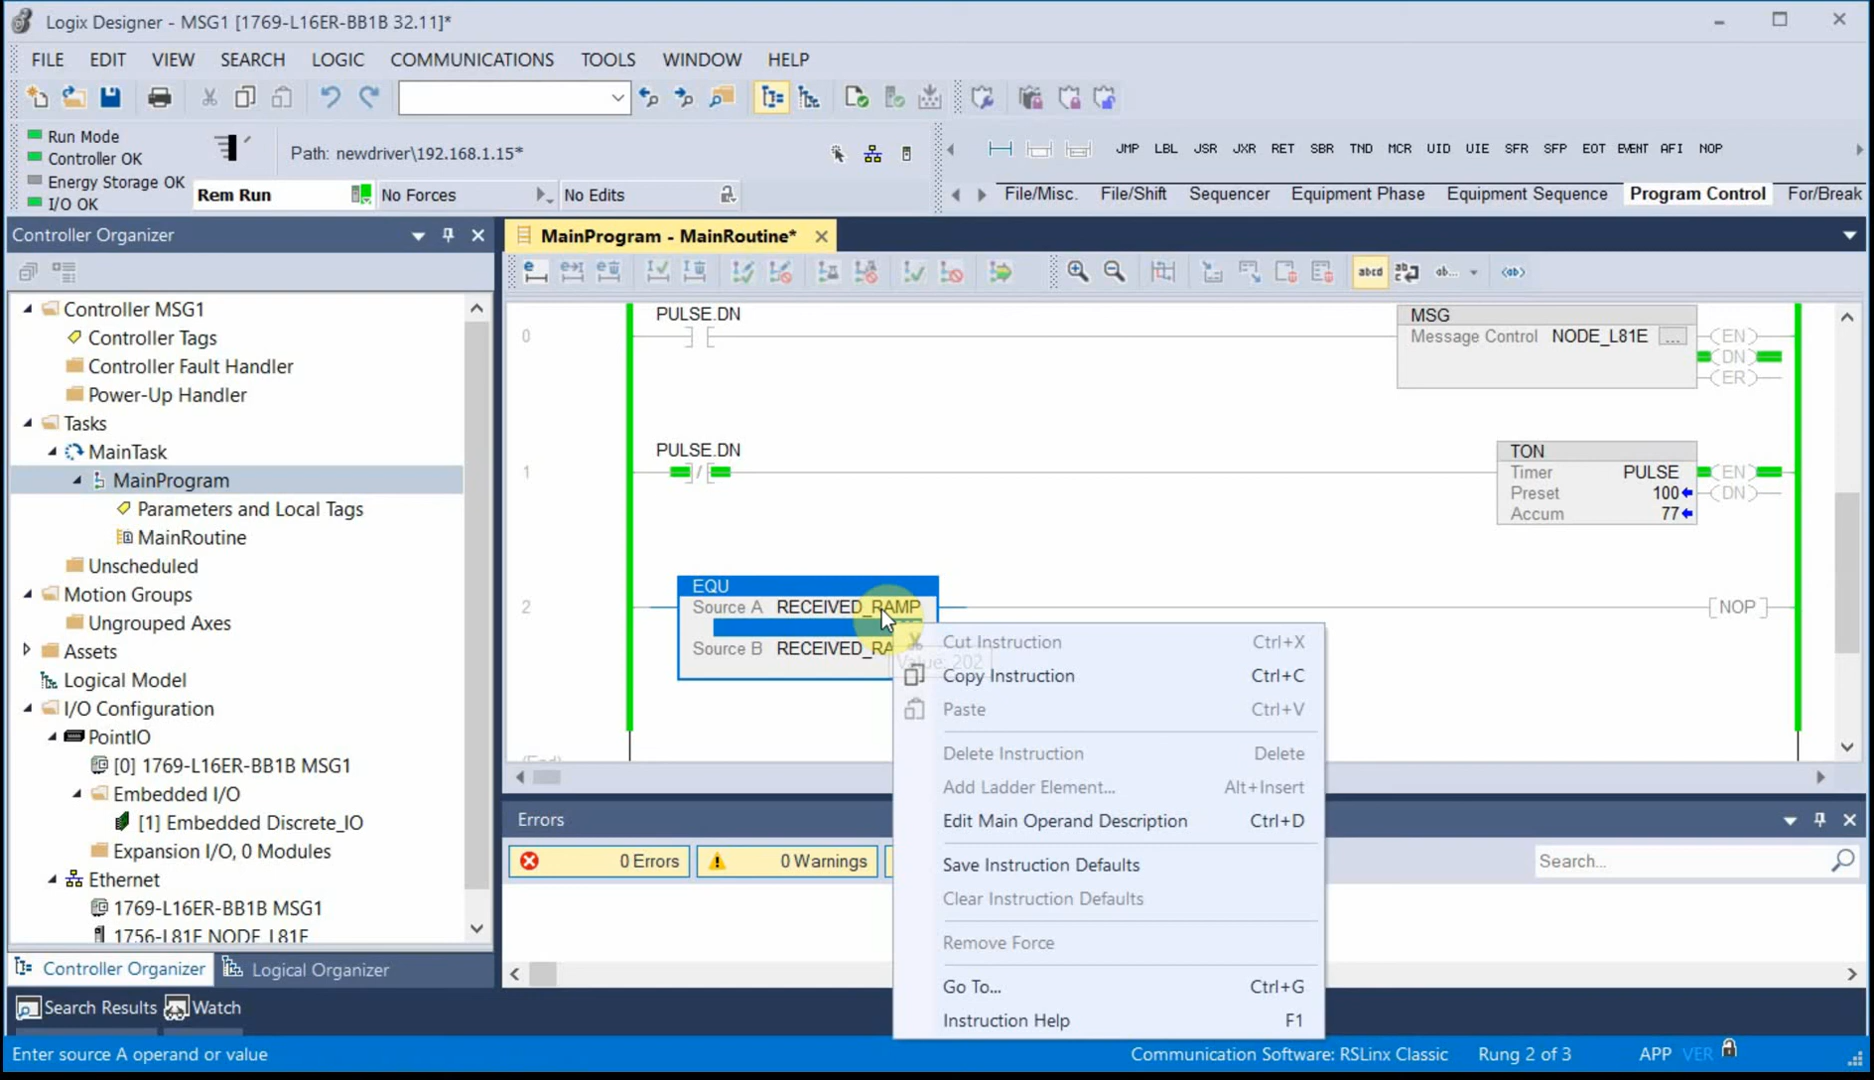 Logix Designer - MSG1 [1769-L16ER-BB1B 32.11]*
FILE EDIT VIEW SEARCH LOGIC COMMUNICATIONS TOOLS WINDOW HELP
Run Mode
Controller OK
Energy Storage OK
I/O OK
Path: newdriver\192.168.1.15*
Rem Run No Forces No Edits
JMP LBL JSR JXR RET SBR TND MCR UID UIE SFR SFP EOT EVENT AFI NOP
File/Misc. File/Shift Sequencer Equipment Phase Equipment Sequence Program Control For/Break
Controller Organizer
Controller MSG1
Controller Tags
Controller Fault Handler
Power-Up Handler
Tasks
MainTask
MainProgram
Parameters and Local Tags
MainRoutine
Unscheduled
Motion Groups
Ungrouped Axes
Assets
Logical Model
I/O Configuration
PointIO
[0] 1769-L16ER-BB1B MSG1
Embedded I/O
[1] Embedded Discrete_IO
Expansion I/O, 0 Modules
Ethernet
1769-L16ER-BB1B MSG1
1756-L81E NODE_L81E
Controller Organizer Logical Organizer
Search Results Watch
MainProgram - MainRoutine*
abcd
ab...
<ab>
0
PULSE.DN
MSG
Message Control NODE_L81E ...
EN
DN
ER
1
PULSE.DN
TON
Timer PULSE
Preset 100
Accum 77
EN
DN
2
EQU
Source A RECEIVED_RAMP
Source B RECEIVED_RA
NOP
(End)
Value: 202
Cut Instruction Ctrl+X
Copy Instruction Ctrl+C
Paste Ctrl+V
Delete Instruction Delete
Add Ladder Element... Alt+Insert
Edit Main Operand Description Ctrl+D
Save Instruction Defaults
Clear Instruction Defaults
Remove Force
Go To... Ctrl+G
Instruction Help F1
Errors
0 Errors
0 Warnings
Search...
Enter source A operand or value
Communication Software: RSLinx Classic
Rung 2 of 3
APP VER